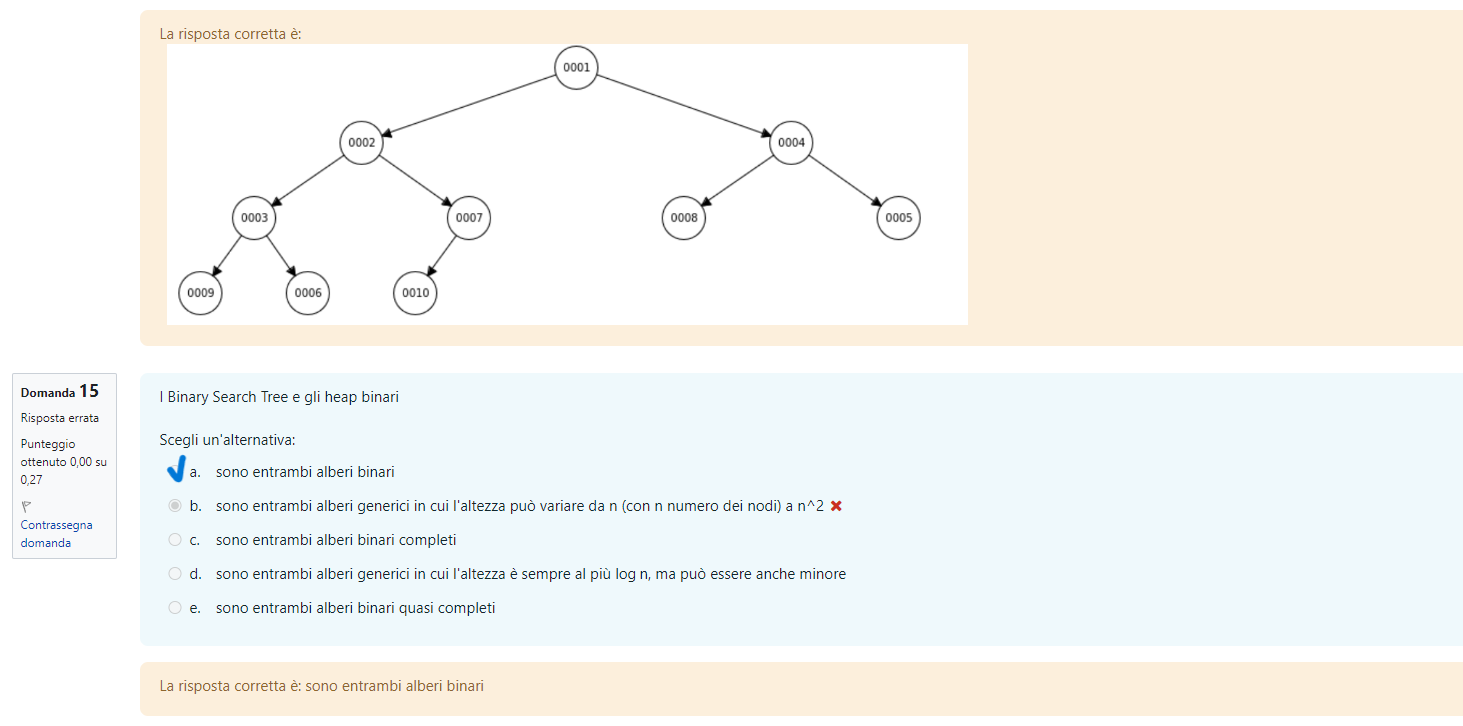 La risposta corretta è:
0001
0002
0004
0003
0007
0008
0005
0009
0006
0010
Domanda 15
Risposta errata
Punteggio
ottenuto 0,00 su
0,27
Contrassegna
domanda
I Binary Search Tree e gli heap binari
Scegli un'alternativa:
a. sono entrambi alberi binari
b. sono entrambi alberi generici in cui l'altezza può variare da n (con n numero dei nodi) a n^2
c. sono entrambi alberi binari completi
d. sono entrambi alberi generici in cui l'altezza è sempre al più log n, ma può essere anche minore
e. sono entrambi alberi binari quasi completi
La risposta corretta è: sono entrambi alberi binari